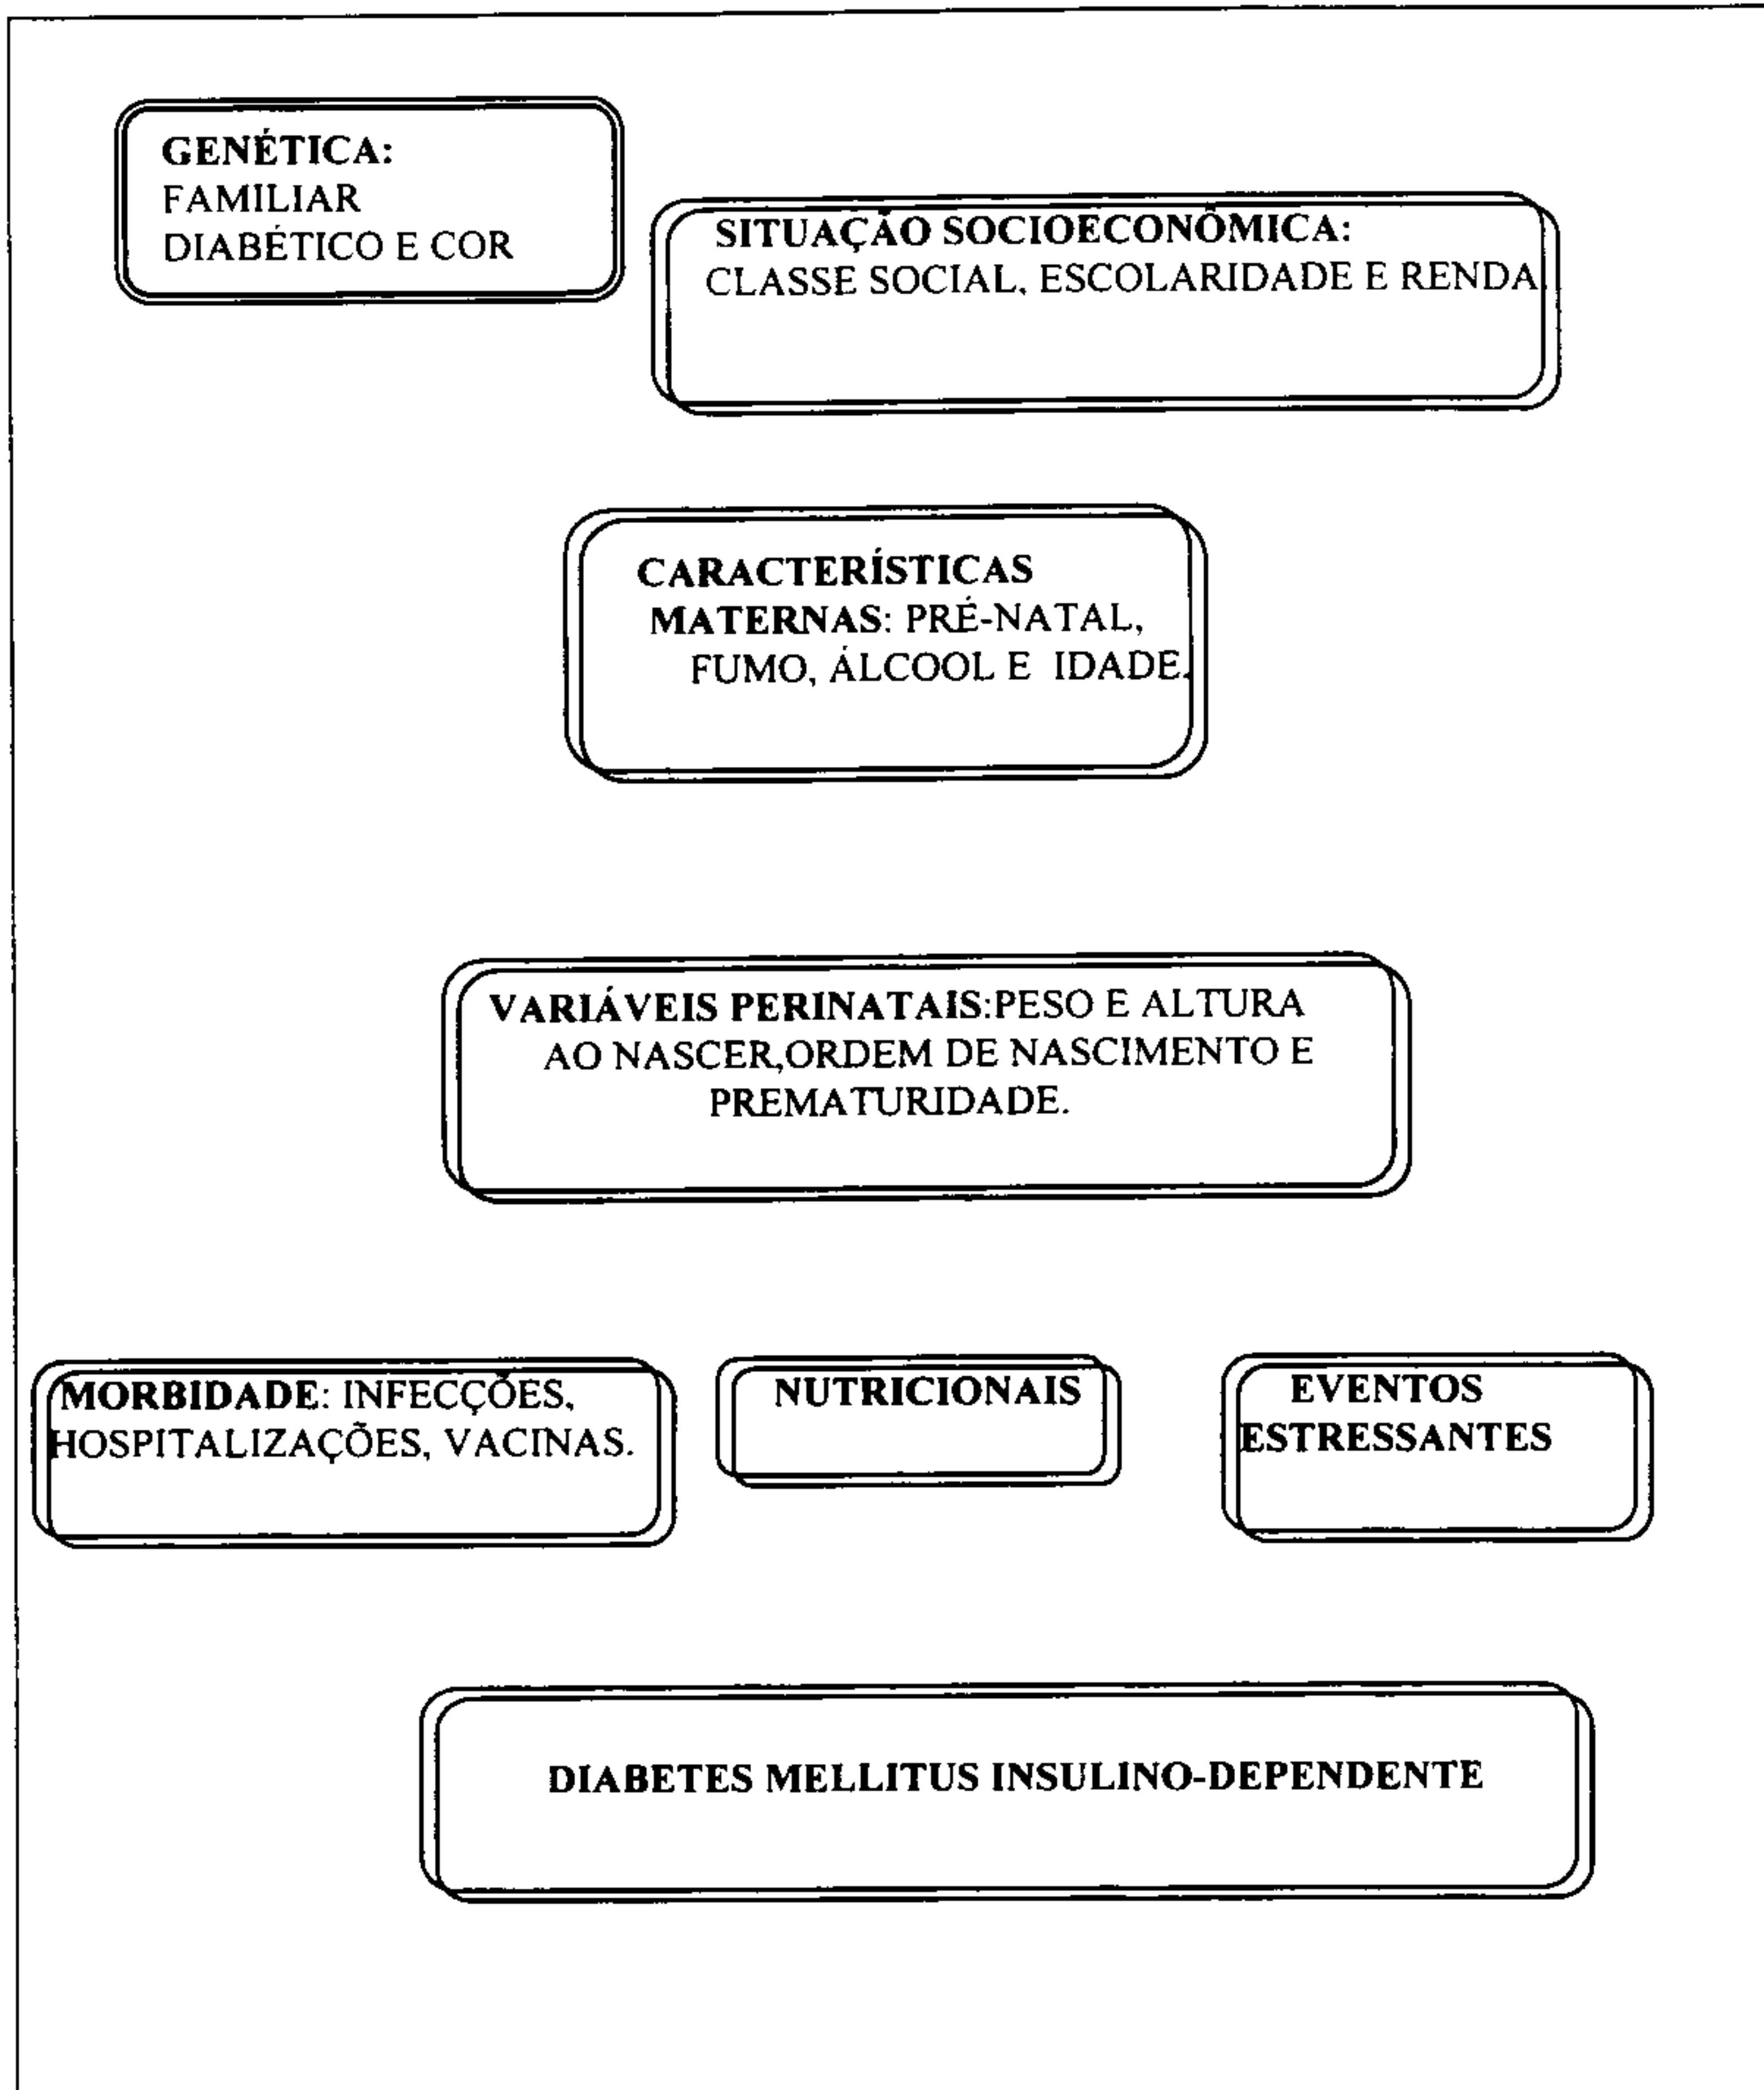 GENÉTICA:
FAMILIAR
DIABÉTICO E COR
SITUAÇÃO SOCIOECONÔMICA:
CLASSE SOCIAL, ESCOLARIDADE E RENDA
CARACTERÍSTICAS
MATERNAS: PRÉ-NATAL,
FUMO, ÁLCOOL E IDADE.
VARIÁVEIS PERINATAIS:PESO E ALTURA
AO NASCER,ORDEM DE NASCIMENTO E
PREMATURIDADE.
MORBIDADE: INFECÇÕES,
HOSPITALIZAÇÕES, VACINAS.
NUTRICIONAIS
EVENTOS
ESTRESSANTES
DIABETES MELLITUS INSULINO-DEPENDENTE